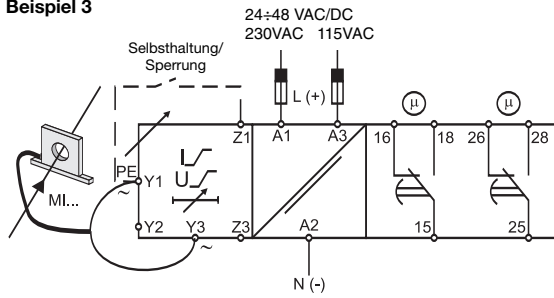 Beispiel 3
24÷48 VAC/DC
230VAC 115VAC
Selbsthaltung/
Sperrung
L (+)
µ µ
Z1 A1 A3 16 18 26 28
PE
~ Y1
I
U
MI...
Y2 Y3 Z3 A2 15 25
~
N (-)